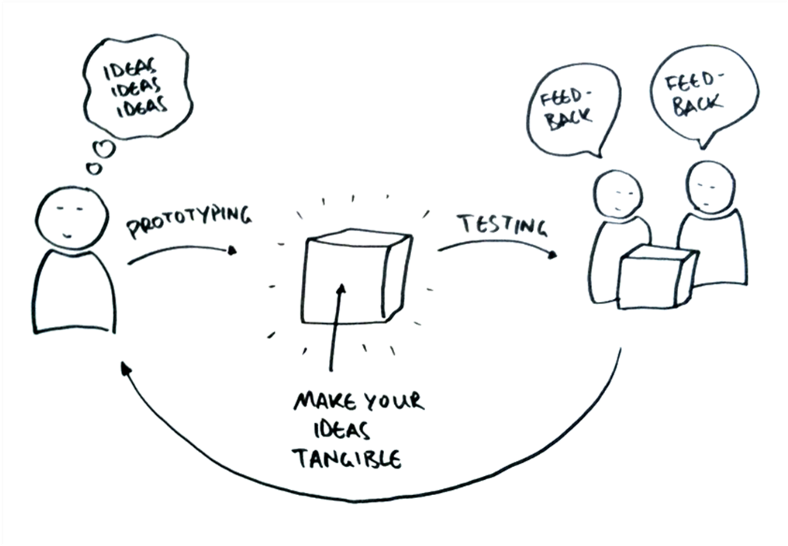 IDEAS
IDEAS
IDEAS
PROTOTYPING
MAKE YOUR
IDEAS
TANGIBLE
TESTING
FEED-
BACK
FEED-
BACK